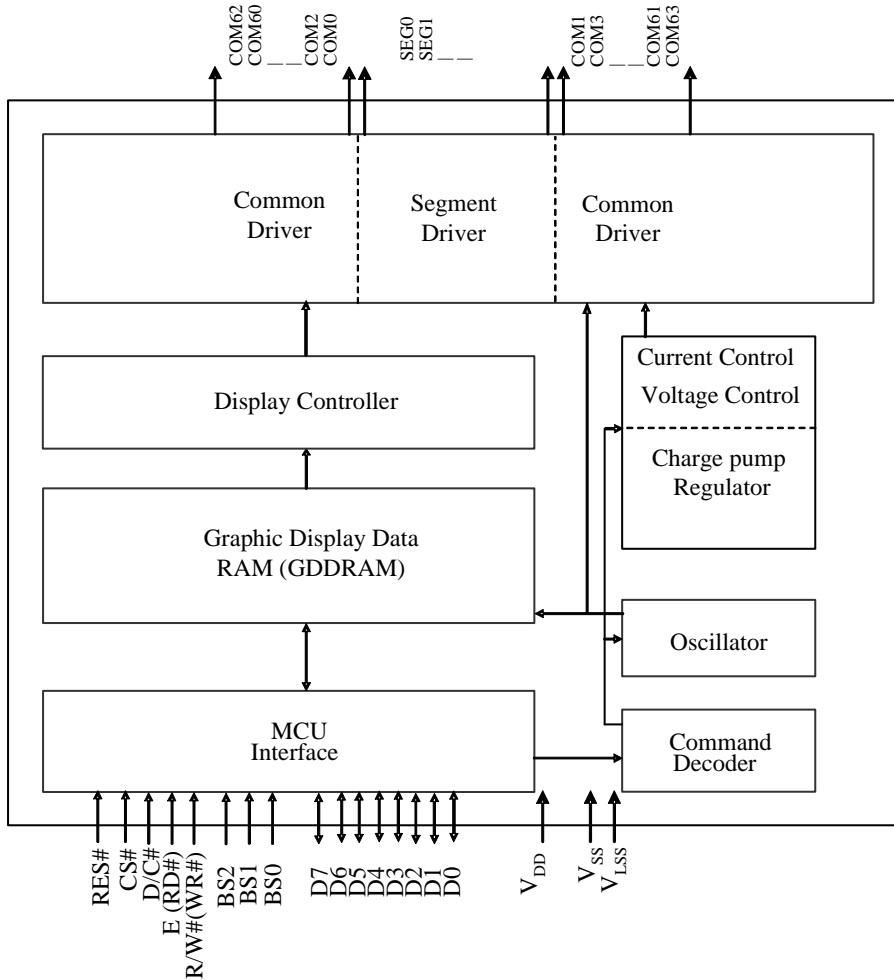 COM62
COM60
_
_
COM2
COM0
SEG0
SEG1
_
_
COM1
COM3
_
_
COM61
COM63
Common
Driver
Segment
Driver
Common
Driver
Display Controller
Current Control
Voltage Control
Charge pump
Regulator
Graphic Display Data
RAM (GDDRAM)
Oscillator
MCU
Interface
Command
Decoder
RES#
CS#
D/C#
E (RD#)
R/W#(WR#)
BS2
BS1
BS0
D7
D6
D5
D4
D3
D2
D1
D0
VDD
VSS
VLSS